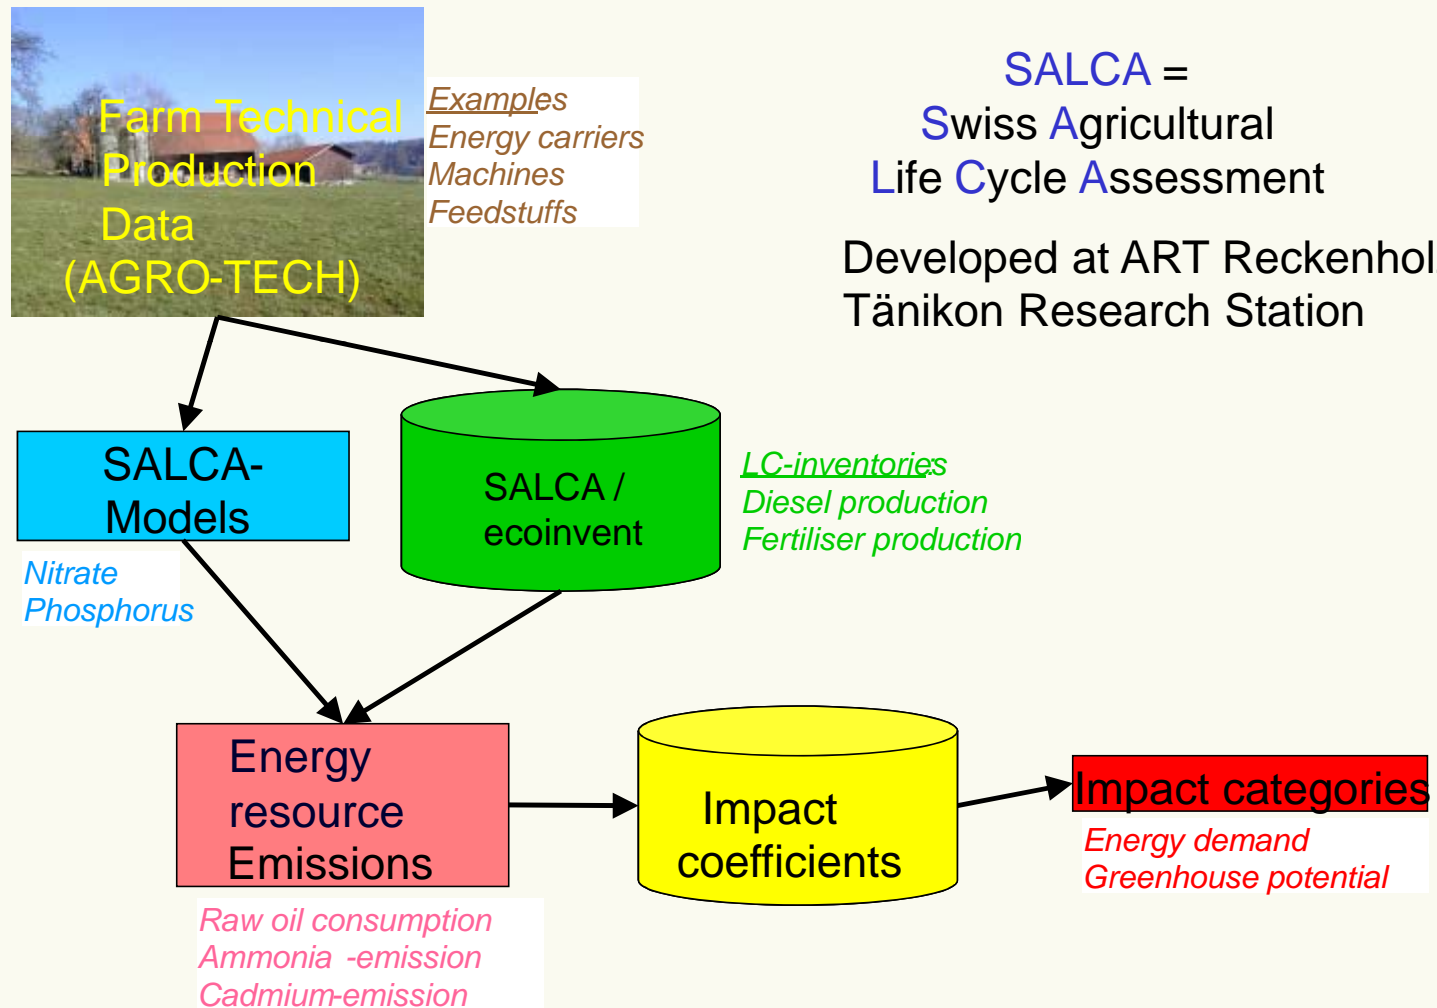 Farm Technical
Production
Data
(AGRO-TECH)
Examples
Energy carriers
Machines
Feedstuffs
SALCA =
Swiss Agricultural
Life Cycle Assessment
Developed at ART Reckenhol
Tänikon Research Station
SALCA-
Models
Nitrate
Phosphorus
SALCA /
ecoinvent
LC-inventories:
Diesel production
Fertiliser production
Energy
resource
Emissions
Raw oil consumption
Ammonia -emission
Cadmium-emission
Impact
coefficients
Impact categories
Energy demand
Greenhouse potential